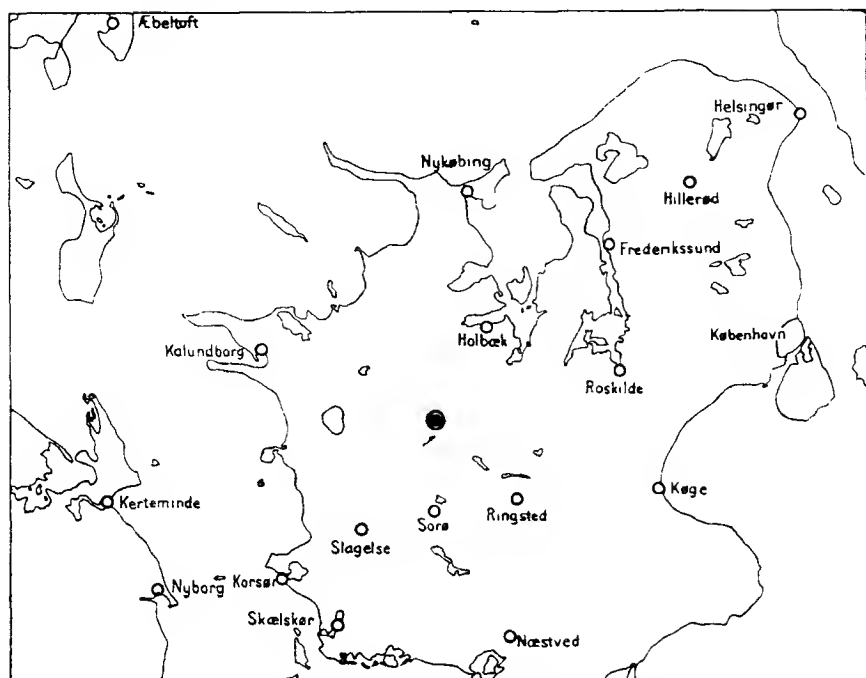 Æbeltoft
Helsingør
Nykøbing
Hillerød
Frederikssund
København
Holbæk
Kalundborg
Roskilde
Kerteminde
Køge
Ringsted
Sorø
Slagelse
Nyborg
Korsør
Skælskør
Næstved